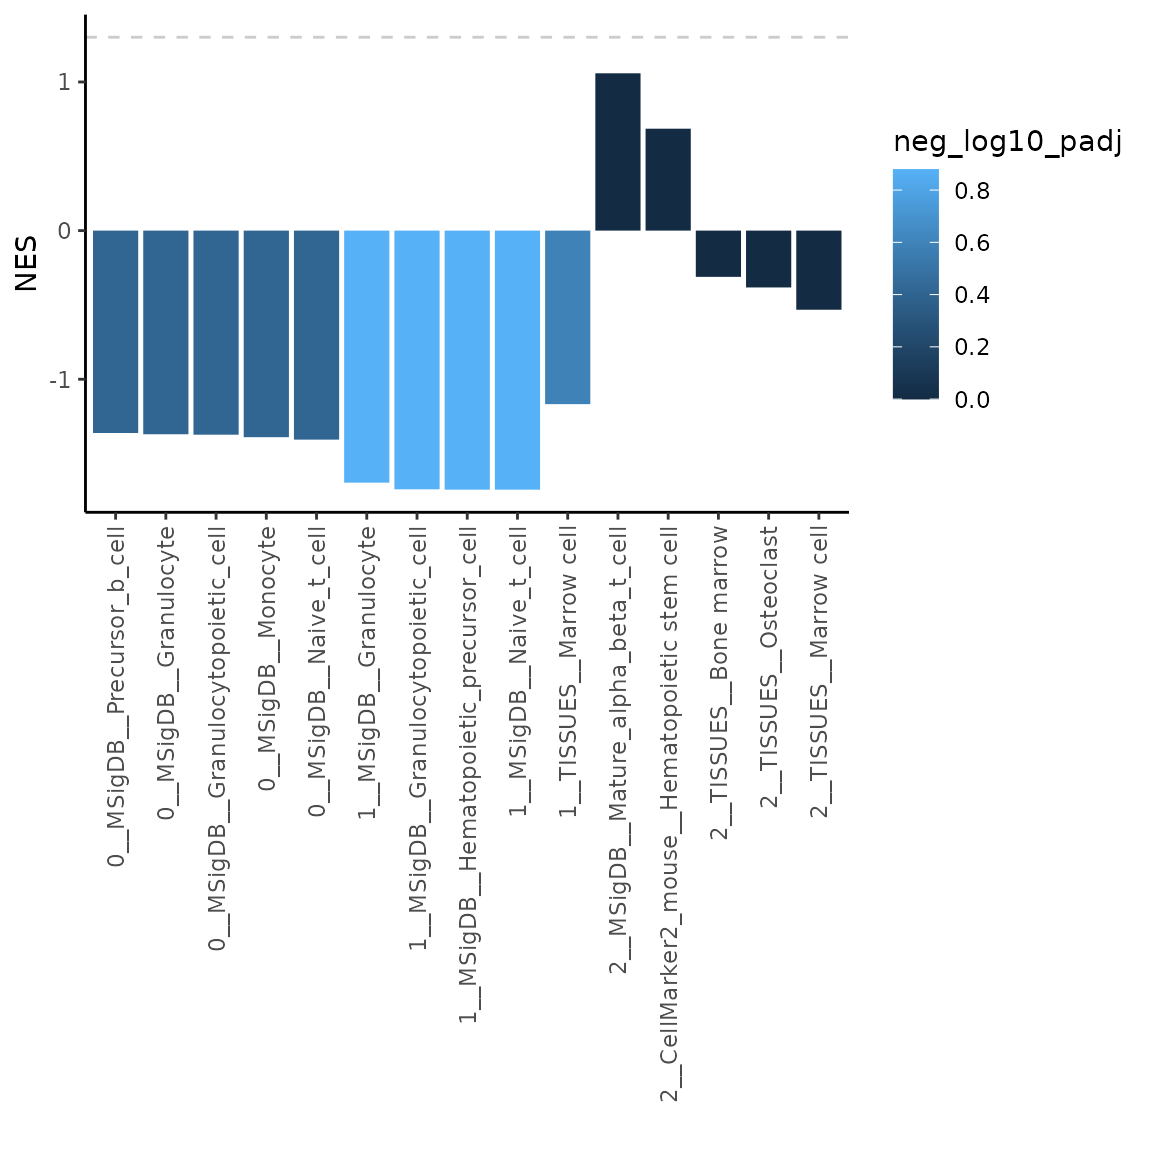 NES
1
0
-1
0__MSigDB__Precursor_b_cell
0__MSigDB__Granulocyte
0__MSigDB__Granulocytopoietic_cell
0__MSigDB__Monocyte
0__MSigDB__Naive_t_cell
1__MSigDB__Granulocyte
1__MSigDB__Granulocytopoietic_cell
1__MSigDB__Hematopoietic_precursor_cell
1__MSigDB__Naive_t_cell
1__TISSUES__Marrow cell
2__MSigDB__Mature_alpha_beta_t_cell
2__CellMarker2_mouse__Hematopoietic stem cell
2__TISSUES__Bone marrow
2__TISSUES__Osteoclast
2__TISSUES__Marrow cell
neg_log10_padj
0.8
0.6
0.4
0.2
0.0